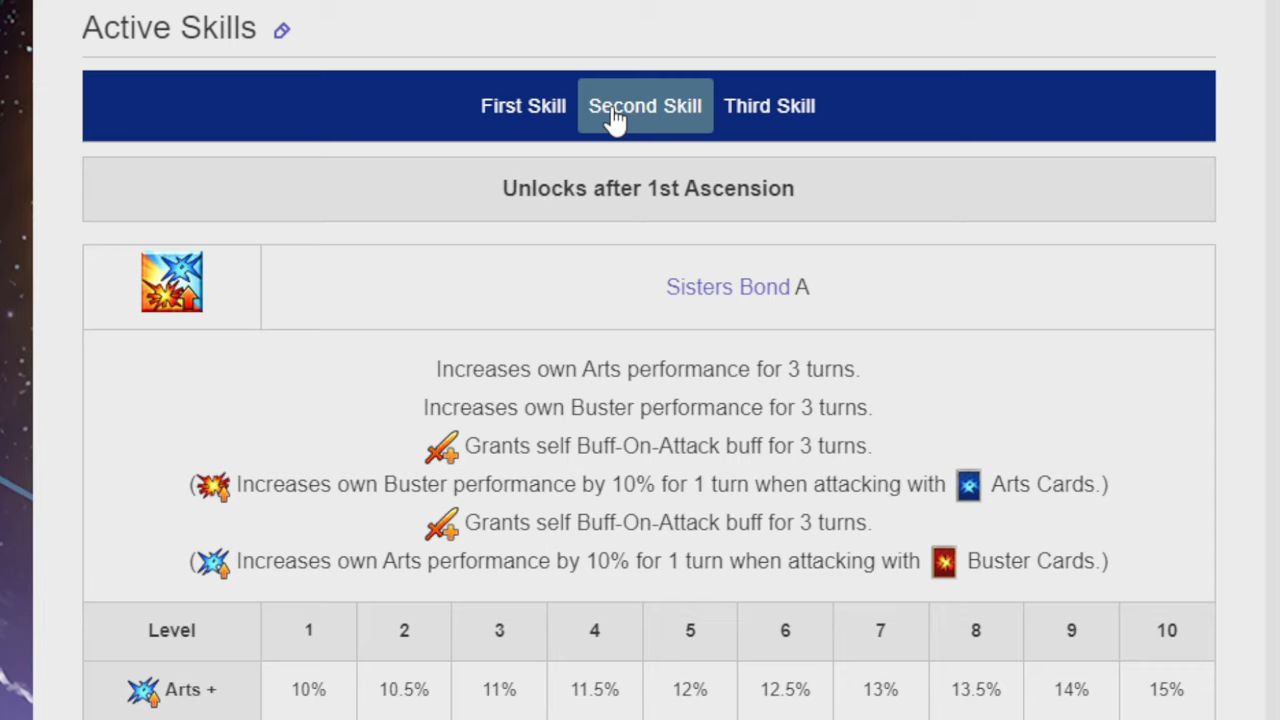 Active Skills
First Skill Second Skill Third Skill
Unlocks after 1st Ascension
Sisters Bond A
Increases own Arts performance for 3 turns.
Increases own Buster performance for 3 turns.
Grants self Buff-On-Attack buff for 3 turns.
(Increases own Buster performance by 10% for 1 turn when attacking with Arts Cards.)
Grants self Buff-On-Attack buff for 3 turns.
(Increases own Arts performance by 10% for 1 turn when attacking with Buster Cards.)
Level 1 2 3 4 5 6 7 8 9 10
Arts + 10% 10.5% 11% 11.5% 12% 12.5% 13% 13.5% 14% 15%